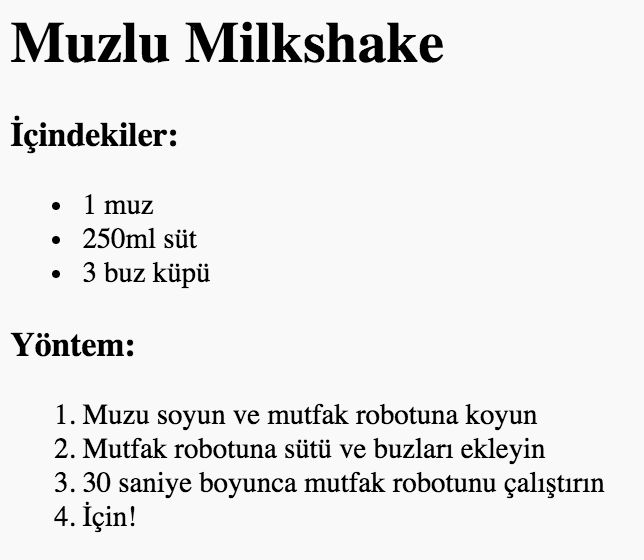 Muzlu Milkshake
İçindekiler:
• 1 muz
• 250ml süt
• 3 buz küpü
Yöntem:
1. Muzu soyun ve mutfak robotuna koyun
2. Mutfak robotuna sütü ve buzları ekleyin
3. 30 saniye boyunca mutfak robotunu çalıştırın
4. İçin!